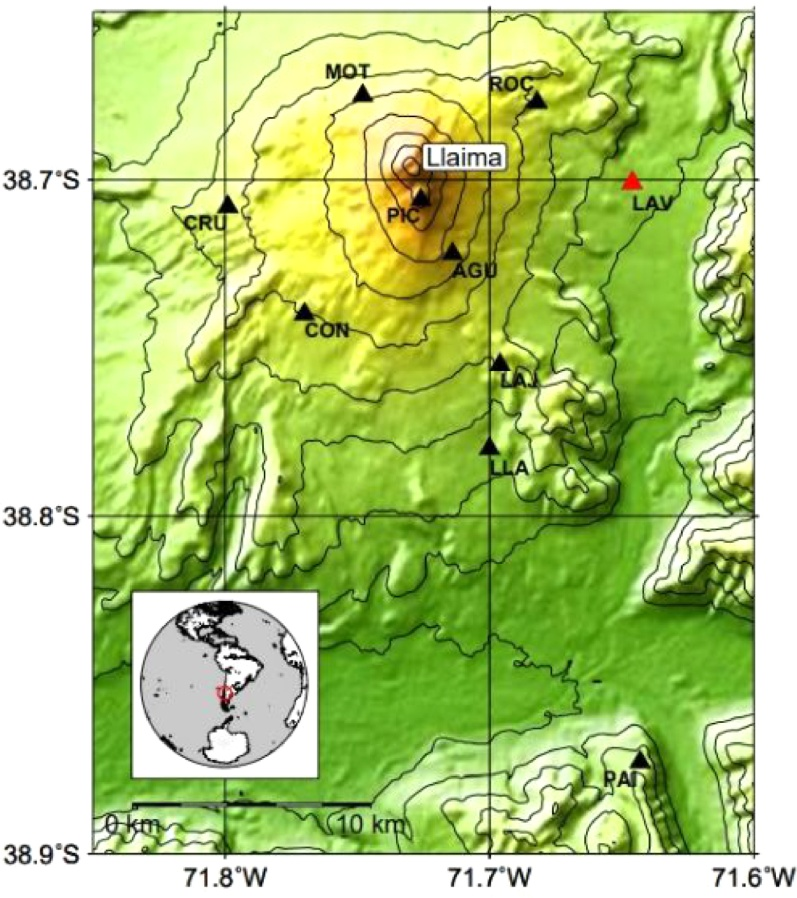 MOT
ROC
Llaima
38.7°S
PIC
LAV
CRU
AGU
CON
LAJ
LLA
38.8°S
PAI
0 km
10 km
38.9°S
71.8°W
71.7°W
71.6°W